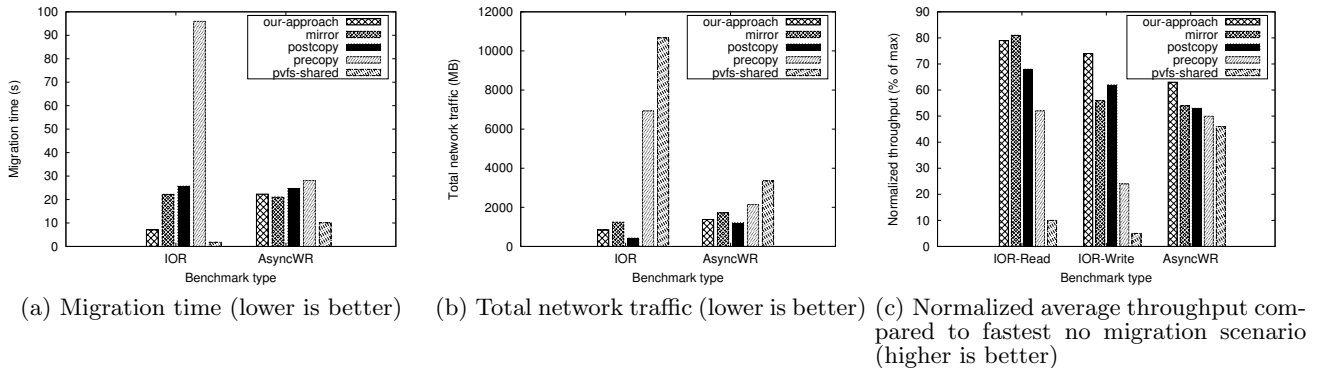 Migration time (s)
100
90
80
70
60
50
40
30
20
10
0
our-approach
mirror
postcopy
precopy
pvfs-shared
IOR
AsyncWR
Benchmark type
(a) Migration time (lower is better)
Total network traffic (MB)
12000
10000
8000
6000
4000
2000
0
our-approach
mirror
postcopy
precopy
pvfs-shared
IOR
AsyncWR
Benchmark type
(b) Total network traffic (lower is better)
Normalized throughput (% of max)
90
80
70
60
50
40
30
20
10
0
our-approach
mirror
postcopy
precopy
pvfs-shared
IOR-Read
IOR-Write
AsyncWR
Benchmark type
(c) Normalized average throughput com-
pared to fastest no migration scenario
(higher is better)